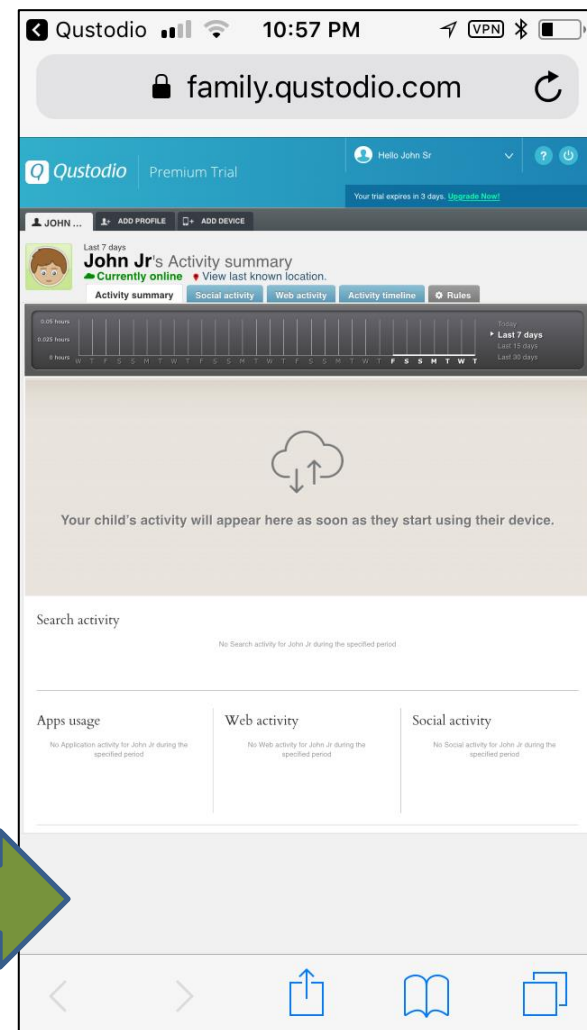 Qustodio 10:57 PM VPN
family.qustodio.com
Qustodio Premium Trial
Hello John Sr
?
Your trial expires in 3 days. Upgrade Now!
JOHN ... ADD PROFILE ADD DEVICE
Last 7 days
John Jr's Activity summary
Currently online View last known location.
Activity summary Social activity Web activity Activity timeline Rules
0.05 hours
0.025 hours
0 hours
W T F S S M T W T F S S M T W T F S S M T W T F S S M T W T
Today
Last 7 days
Last 15 days
Last 30 days
Your child's activity will appear here as soon as they start using their device.
Search activity
No Search activity for John Jr during the specified period
Apps usage
No Application activity for John Jr during the
specified period
Web activity
No Web activity for John Jr during the
specified period
Social activity
No Social activity for John Jr during the
specified period